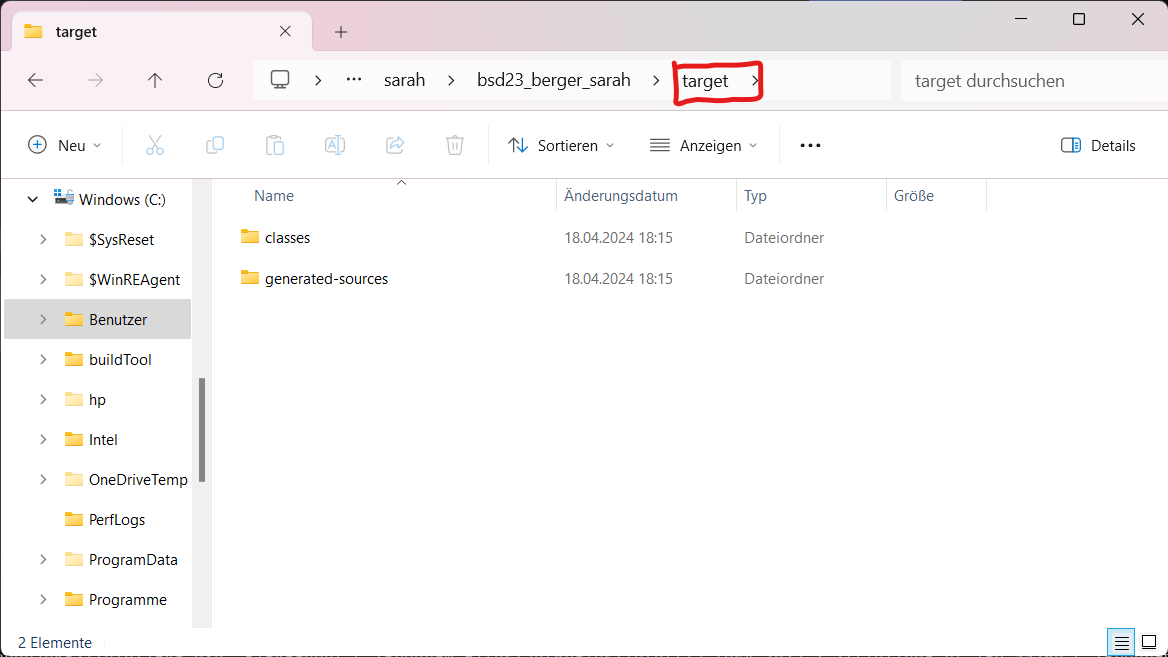 target
sarah bsd23_berger_sarah target
target durchsuchen
Neu Sortieren Anzeigen Details
Windows (C:)
$SysReset
$WinREAgent
Benutzer
buildTool
hp
Intel
OneDriveTemp
PerfLogs
ProgramData
Programme
Name Änderungsdatum Typ Größe
classes 18.04.2024 18:15 Dateiordner
generated-sources 18.04.2024 18:15 Dateiordner
2 Elemente